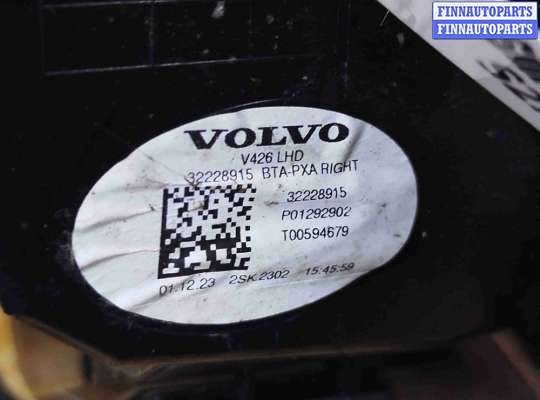 FINNAUTOPARTS
FINNAUTOPARTS
VOLVO
V426 LHD
32228915 BTA-PXA RIGHT
32228915
P01292902
T00594679
01.12.23 2SK.2302 15:45:59